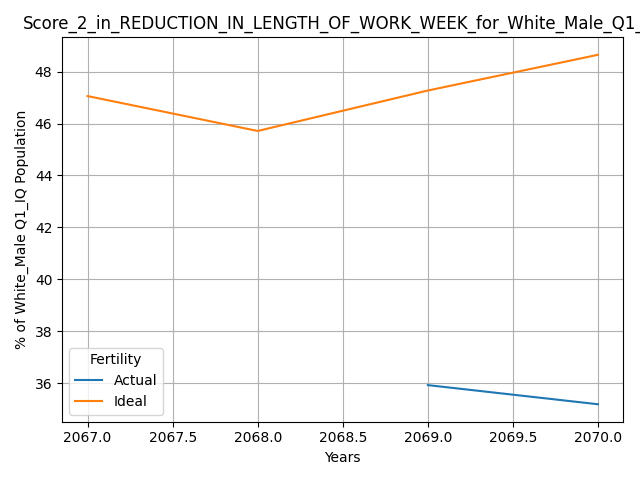 Score_2_in_REDUCTION_IN_LENGTH_OF_WORK_WEEK_for_White_Male_Q1_
% of White_Male Q1_IQ Population
48
46
44
42
40
38
36
Fertility
Actual
Ideal
2067.0 2067.5 2068.0 2068.5 2069.0 2069.5 2070.0
Years